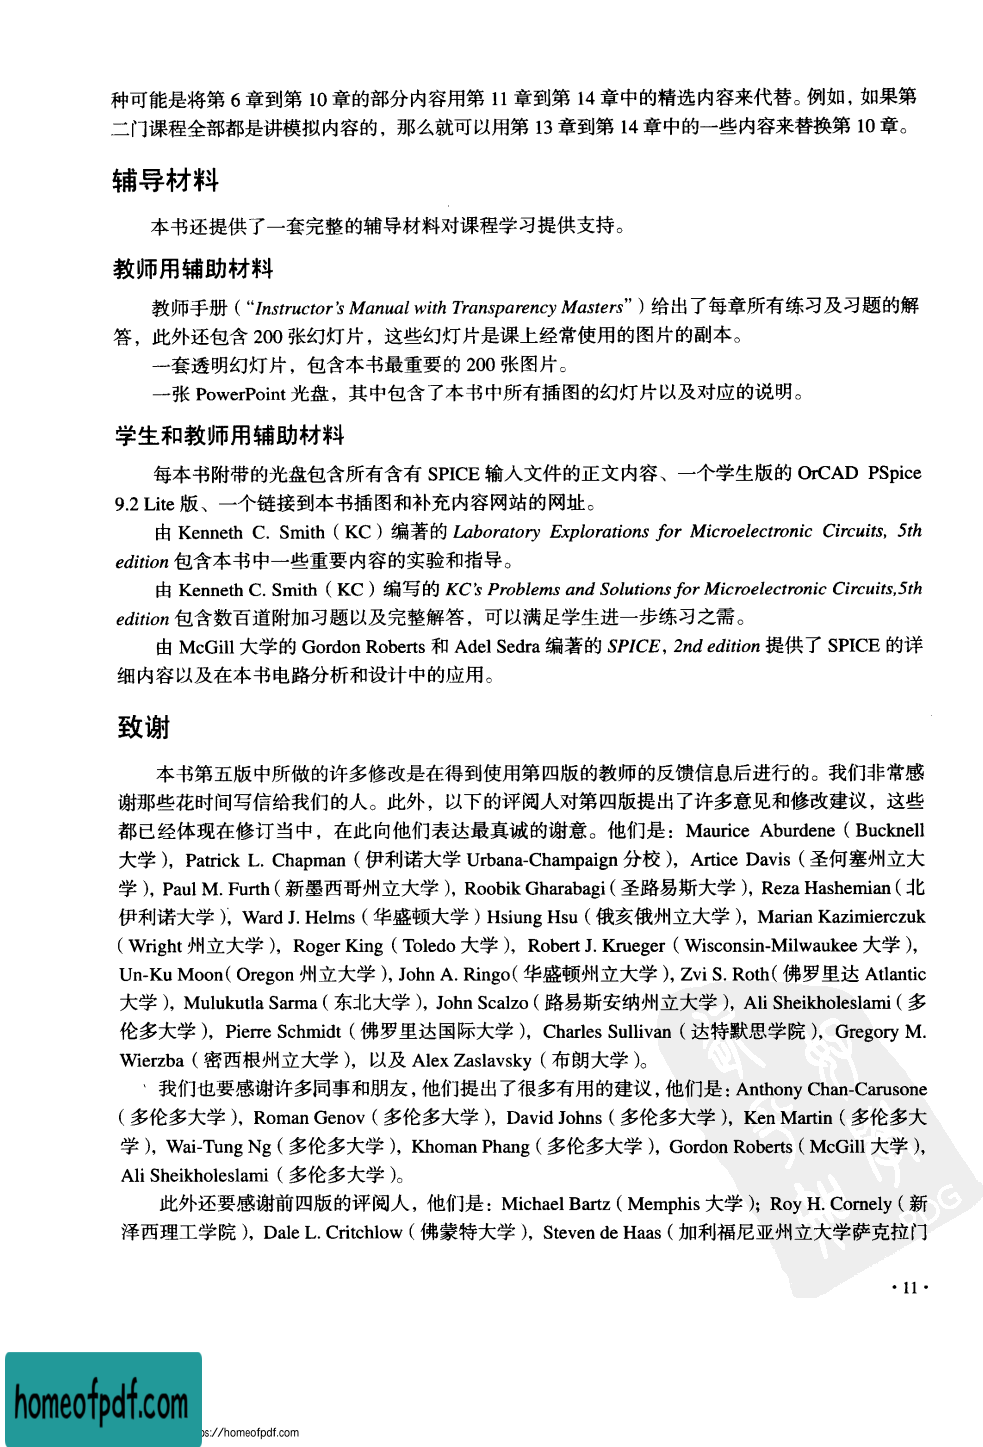 种可能是将第 6 章到第 10 章的部分内容用第 11 章到第 14 章中的精选内容来代替。例如，如果第
二门课程全部都是讲模拟内容的，那么就可以用第 13 章到第 14 章中的一些内容来替换第 10 章。
辅导材料
本书还提供了一套完整的辅导材料对课程学习提供支持。
教师用辅助材料
教师手册（“Instructor's Manual with Transparency Masters”）给出了每章所有练习及习题的解
答，此外还包含 200 张幻灯片，这些幻灯片是课上经常使用的图片的副本。
一套透明幻灯片，包含本书最重要的 200 张图片。
一张 PowerPoint 光盘，其中包含了本书中所有插图的幻灯片以及对应的说明。
学生和教师用辅助材料
每本书附带的光盘包含所有含有 SPICE 输入文件的正文内容、一个学生版的 OrCAD PSpice
9.2 Lite 版、一个链接到本书插图和补充内容网站的网址。
由 Kenneth C. Smith（KC）编著的 Laboratory Explorations for Microelectronic Circuits, 5th
edition 包含本书中一些重要内容的实验和指导。
由 Kenneth C. Smith（KC）编写的 KC's Problems and Solutions for Microelectronic Circuits,5th
edition 包含数百道附加习题以及完整解答，可以满足学生进一步练习之需。
由 McGill 大学的 Gordon Roberts 和 Adel Sedra 编著的 SPICE, 2nd edition 提供了 SPICE 的详
细内容以及在本书电路分析和设计中的应用。
致谢
本书第五版中所做的许多修改是在得到使用第四版的教师的反馈信息后进行的。我们非常感
谢那些花时间写信给我们的人。此外，以下的评阅人对第四版提出了许多意见和修改建议，这些
都已经体现在修订当中，在此向他们表达最真诚的谢意。他们是：Maurice Aburdene（Bucknell
大学），Patrick L. Chapman（伊利诺大学 Urbana-Champaign 分校），Artice Davis（圣何塞州立大
学），Paul M. Furth（新墨西哥州立大学），Roobik Gharabagi（圣路易斯大学），Reza Hashemian（北
伊利诺大学），Ward J. Helms（华盛顿大学）Hsiung Hsu（俄亥俄州立大学），Marian Kazimierczuk
（Wright 州立大学），Roger King（Toledo 大学），Robert J. Krueger（Wisconsin-Milwaukee 大学），
Un-Ku Moon（Oregon 州立大学），John A. Ringo（华盛顿州立大学），Zvi S. Roth（佛罗里达 Atlantic
大学），Mulukutla Sarma（东北大学），John Scalzo（路易斯安纳州立大学），Ali Sheikholeslami（多
伦多大学），Pierre Schmidt（佛罗里达国际大学），Charles Sullivan（达特默思学院），Gregory M.
Wierzba（密西根州立大学），以及 Alex Zaslavsky（布朗大学）。
我们也要感谢许多同事和朋友，他们提出了很多有用的建议，他们是：Anthony Chan-Carusone
（多伦多大学），Roman Genov（多伦多大学），David Johns（多伦多大学），Ken Martin（多伦多大
学），Wai-Tung Ng（多伦多大学），Khoman Phang（多伦多大学），Gordon Roberts（McGill 大学），
Ali Sheikholeslami（多伦多大学）。
此外还要感谢前四版的评阅人，他们是：Michael Bartz（Memphis 大学）；Roy H. Cornely（新
泽西理工学院），Dale L. Critchlow（佛蒙特大学），Steven de Haas（加利福尼亚州立大学萨克拉门
·11·
homeofpdf.com
ps://homeofpdf.com